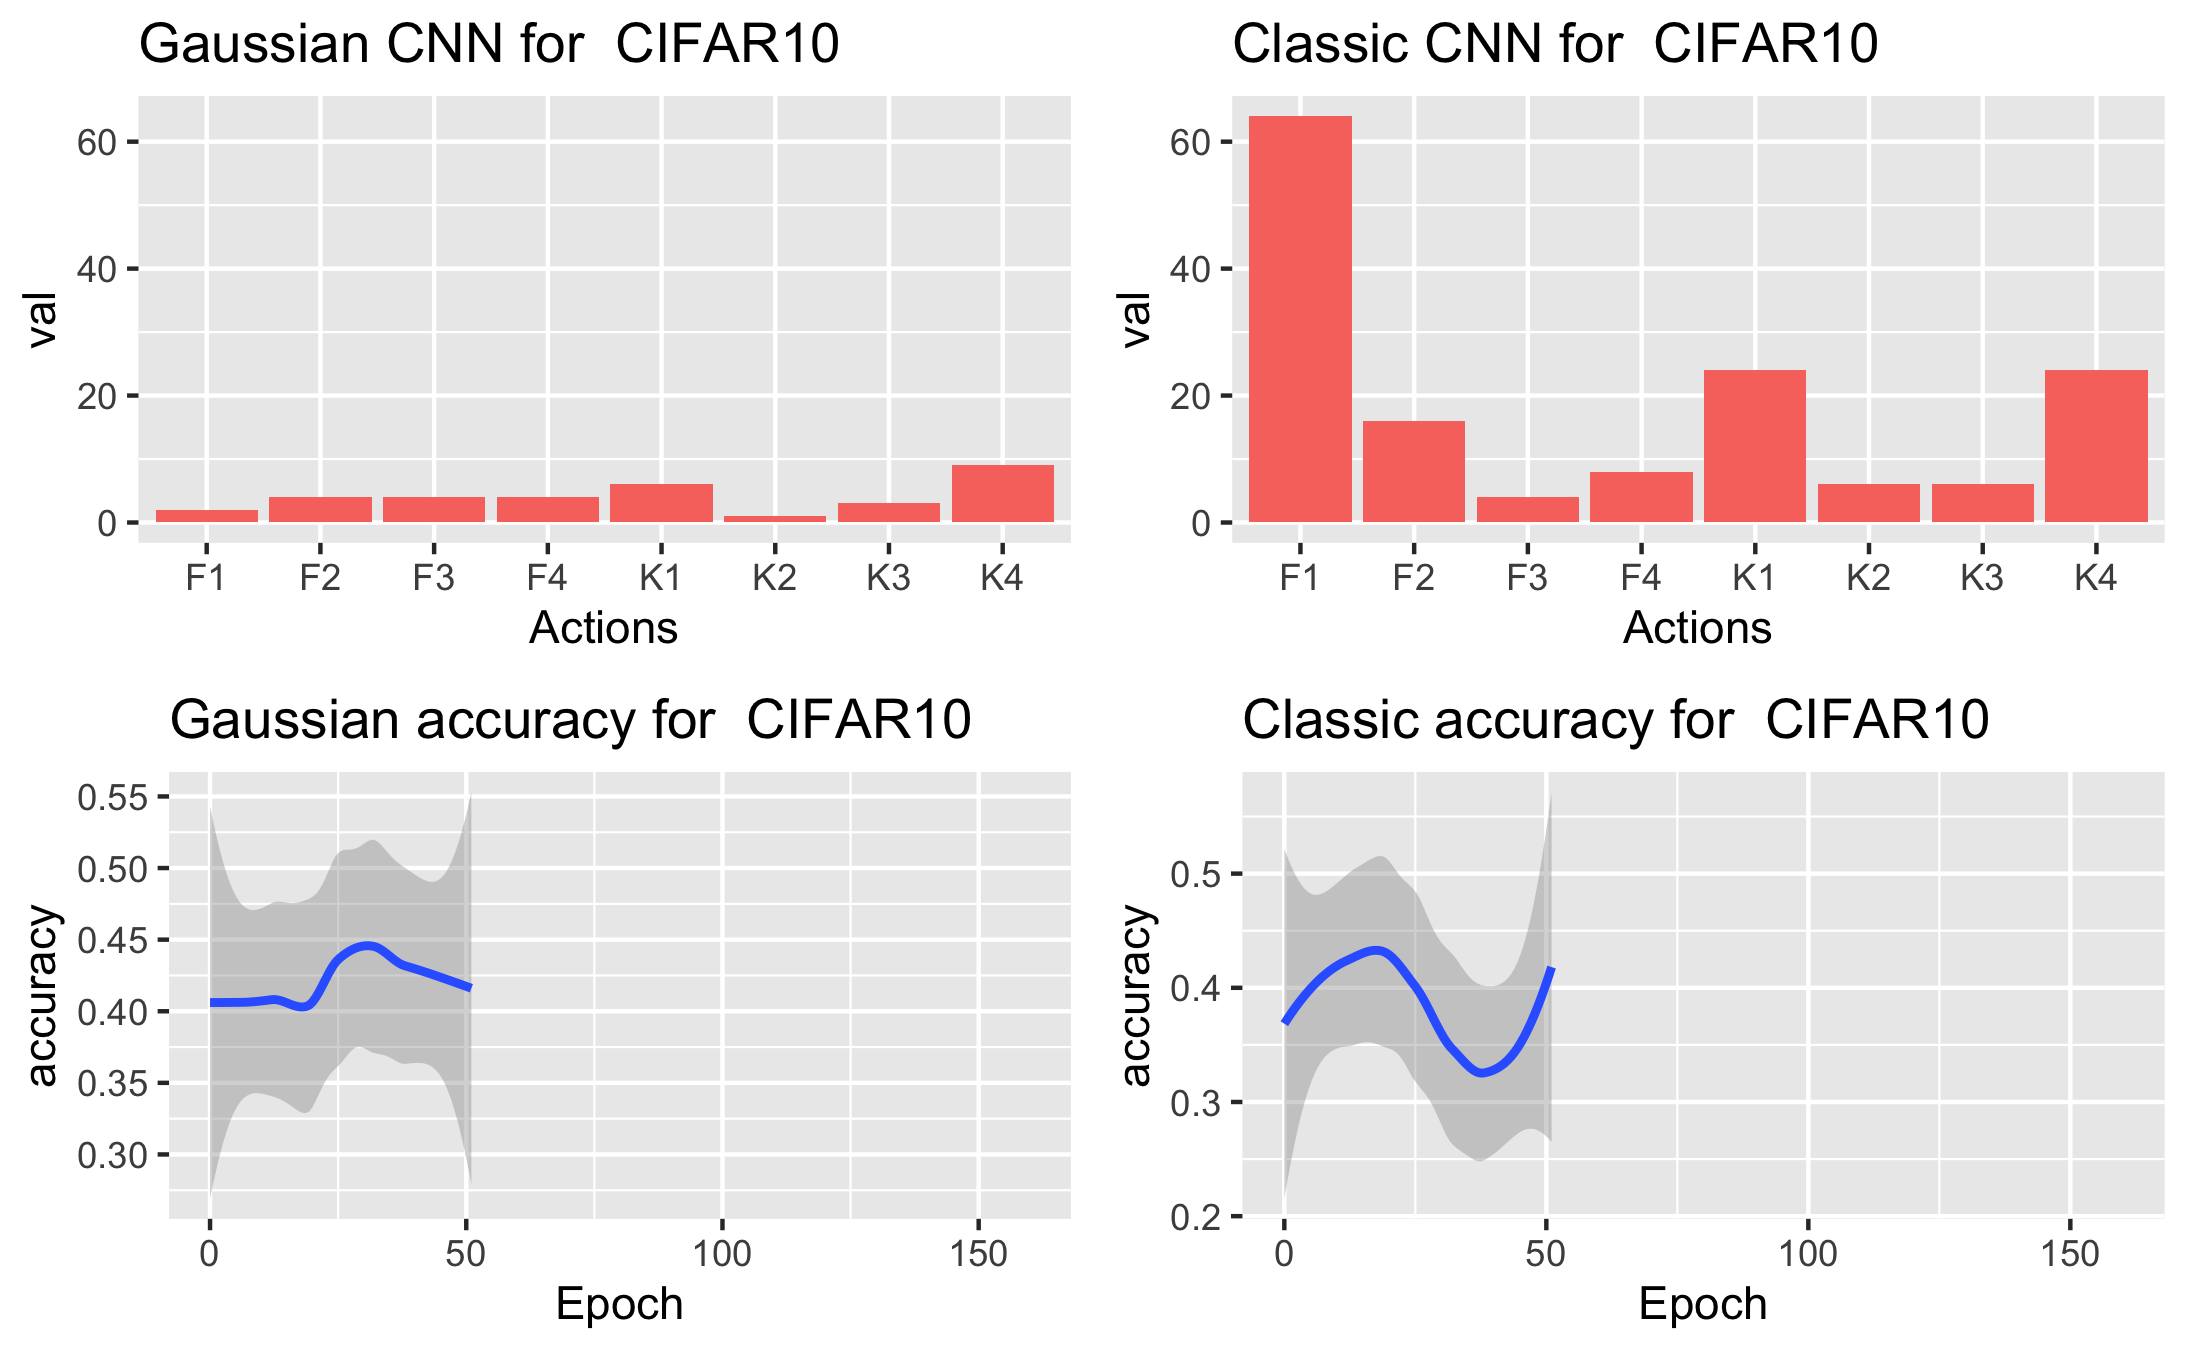 Gaussian CNN for  CIFAR10
val
60
40
20
0
F1 F2 F3 F4 K1 K2 K3 K4
Actions
Classic CNN for  CIFAR10
val
60
40
20
0
F1 F2 F3 F4 K1 K2 K3 K4
Actions
Gaussian accuracy for  CIFAR10
accuracy
0.55
0.50
0.45
0.40
0.35
0.30
0 50 100 150
Epoch
Classic accuracy for  CIFAR10
accuracy
0.5
0.4
0.3
0.2
0 50 100 150
Epoch